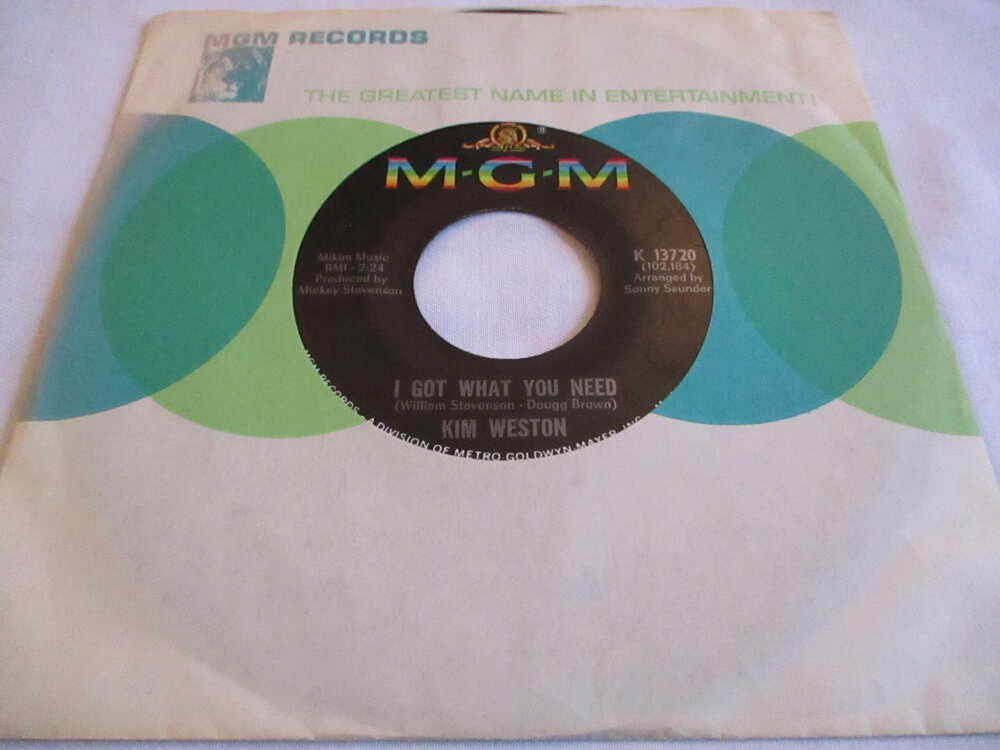 MGM RECORDS
THE GREATEST NAME IN ENTERTAINMENT!
®
M-G-M
Mikim Music
BMI - 2:24
Produced by
Mickey Stevenson
K 13720
(102,164)
Arranged by
Sonny Saunder
I GOT WHAT YOU NEED
(William Stevenson - Dougg Brown)
KIM WESTON
MGM RECORDS - A DIVISION OF METRO GOLDWYN MAYER, INC.